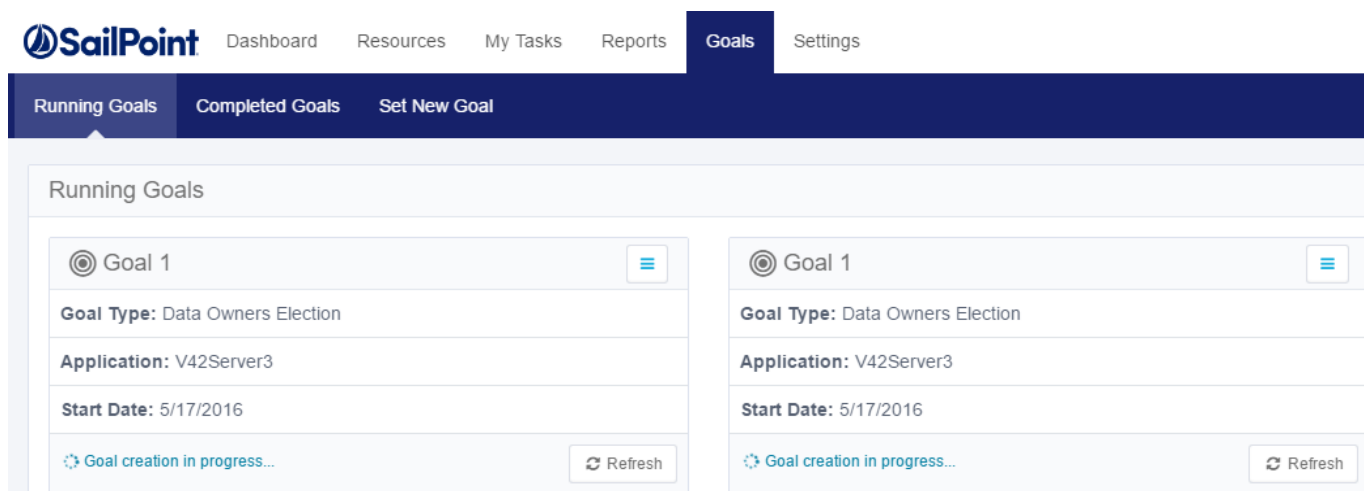 SailPoint Dashboard Resources My Tasks Reports Goals Settings
Running Goals Completed Goals Set New Goal
Running Goals
Goal 1
Goal Type: Data Owners Election
Application: V42Server3
Start Date: 5/17/2016
Goal creation in progress... Refresh
Goal 1
Goal Type: Data Owners Election
Application: V42Server3
Start Date: 5/17/2016
Goal creation in progress... Refresh